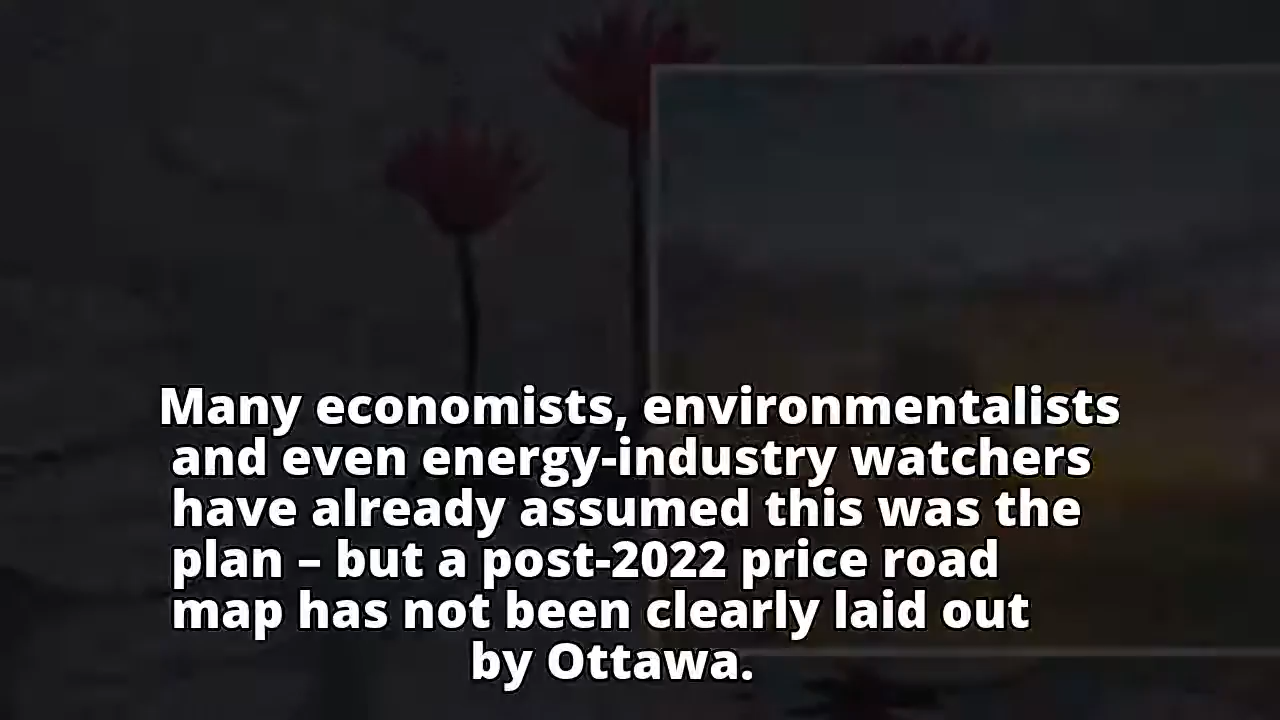 Many economists, environmentalists
and even energy-industry watchers
have already assumed this was the
plan – but a post-2022 price road
map has not been clearly laid out
by Ottawa.